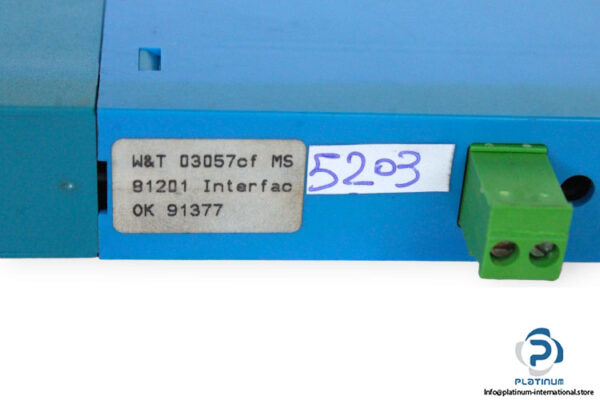 W&T 03057cf MS
81201 Interfac
OK 91377
5203
PLATINUM
Info@platinum-international.store